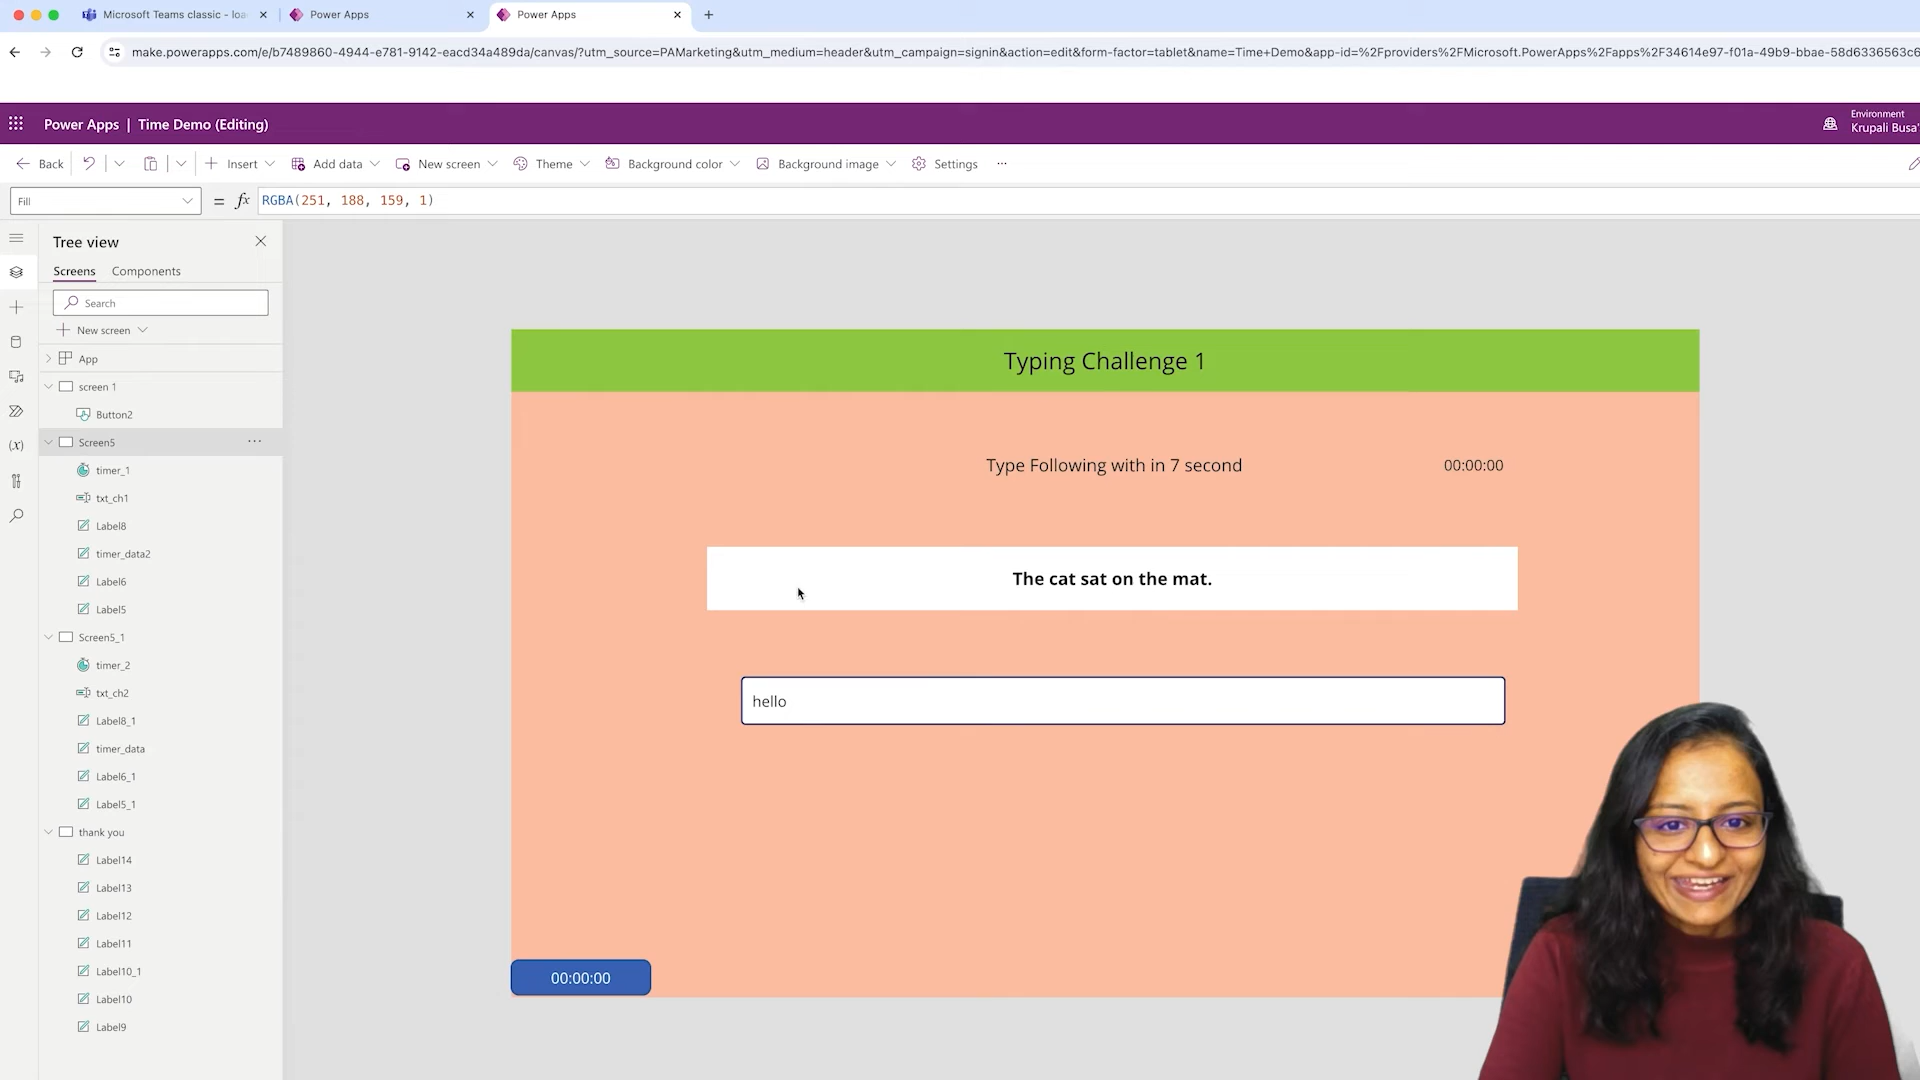 Microsoft Teams classic - loa
Power Apps
Power Apps
make.powerapps.com/e/b7489860-4944-e781-9142-eacd34a489da/canvas/?utm_source=PAMarketing&utm_medium=header&utm_campaign=signin&action=edit&form-factor=tablet&name=Time+Demo&app-id=%2Fproviders%2FMicrosoft.PowerApps%2Fapps%2F34614e97-f01a-49b9-bbae-58d6336563c6
Power Apps | Time Demo (Editing)
Environment
Krupali Busa'
Back
Insert
Add data
New screen
Theme
Background color
Background image
Settings
...
Fill
= fx RGBA(251, 188, 159, 1)
Tree view
Screens Components
Search
New screen
App
screen 1
Button2
Screen5 ...
timer_1
txt_ch1
Label8
timer_data2
Label6
Label5
Screen5_1
timer_2
txt_ch2
Label8_1
timer_data
Label6_1
Label5_1
thank you
Label14
Label13
Label12
Label11
Label10_1
Label10
Label9
Typing Challenge 1
Type Following with in 7 second 00:00:00
The cat sat on the mat.
hello
00:00:00